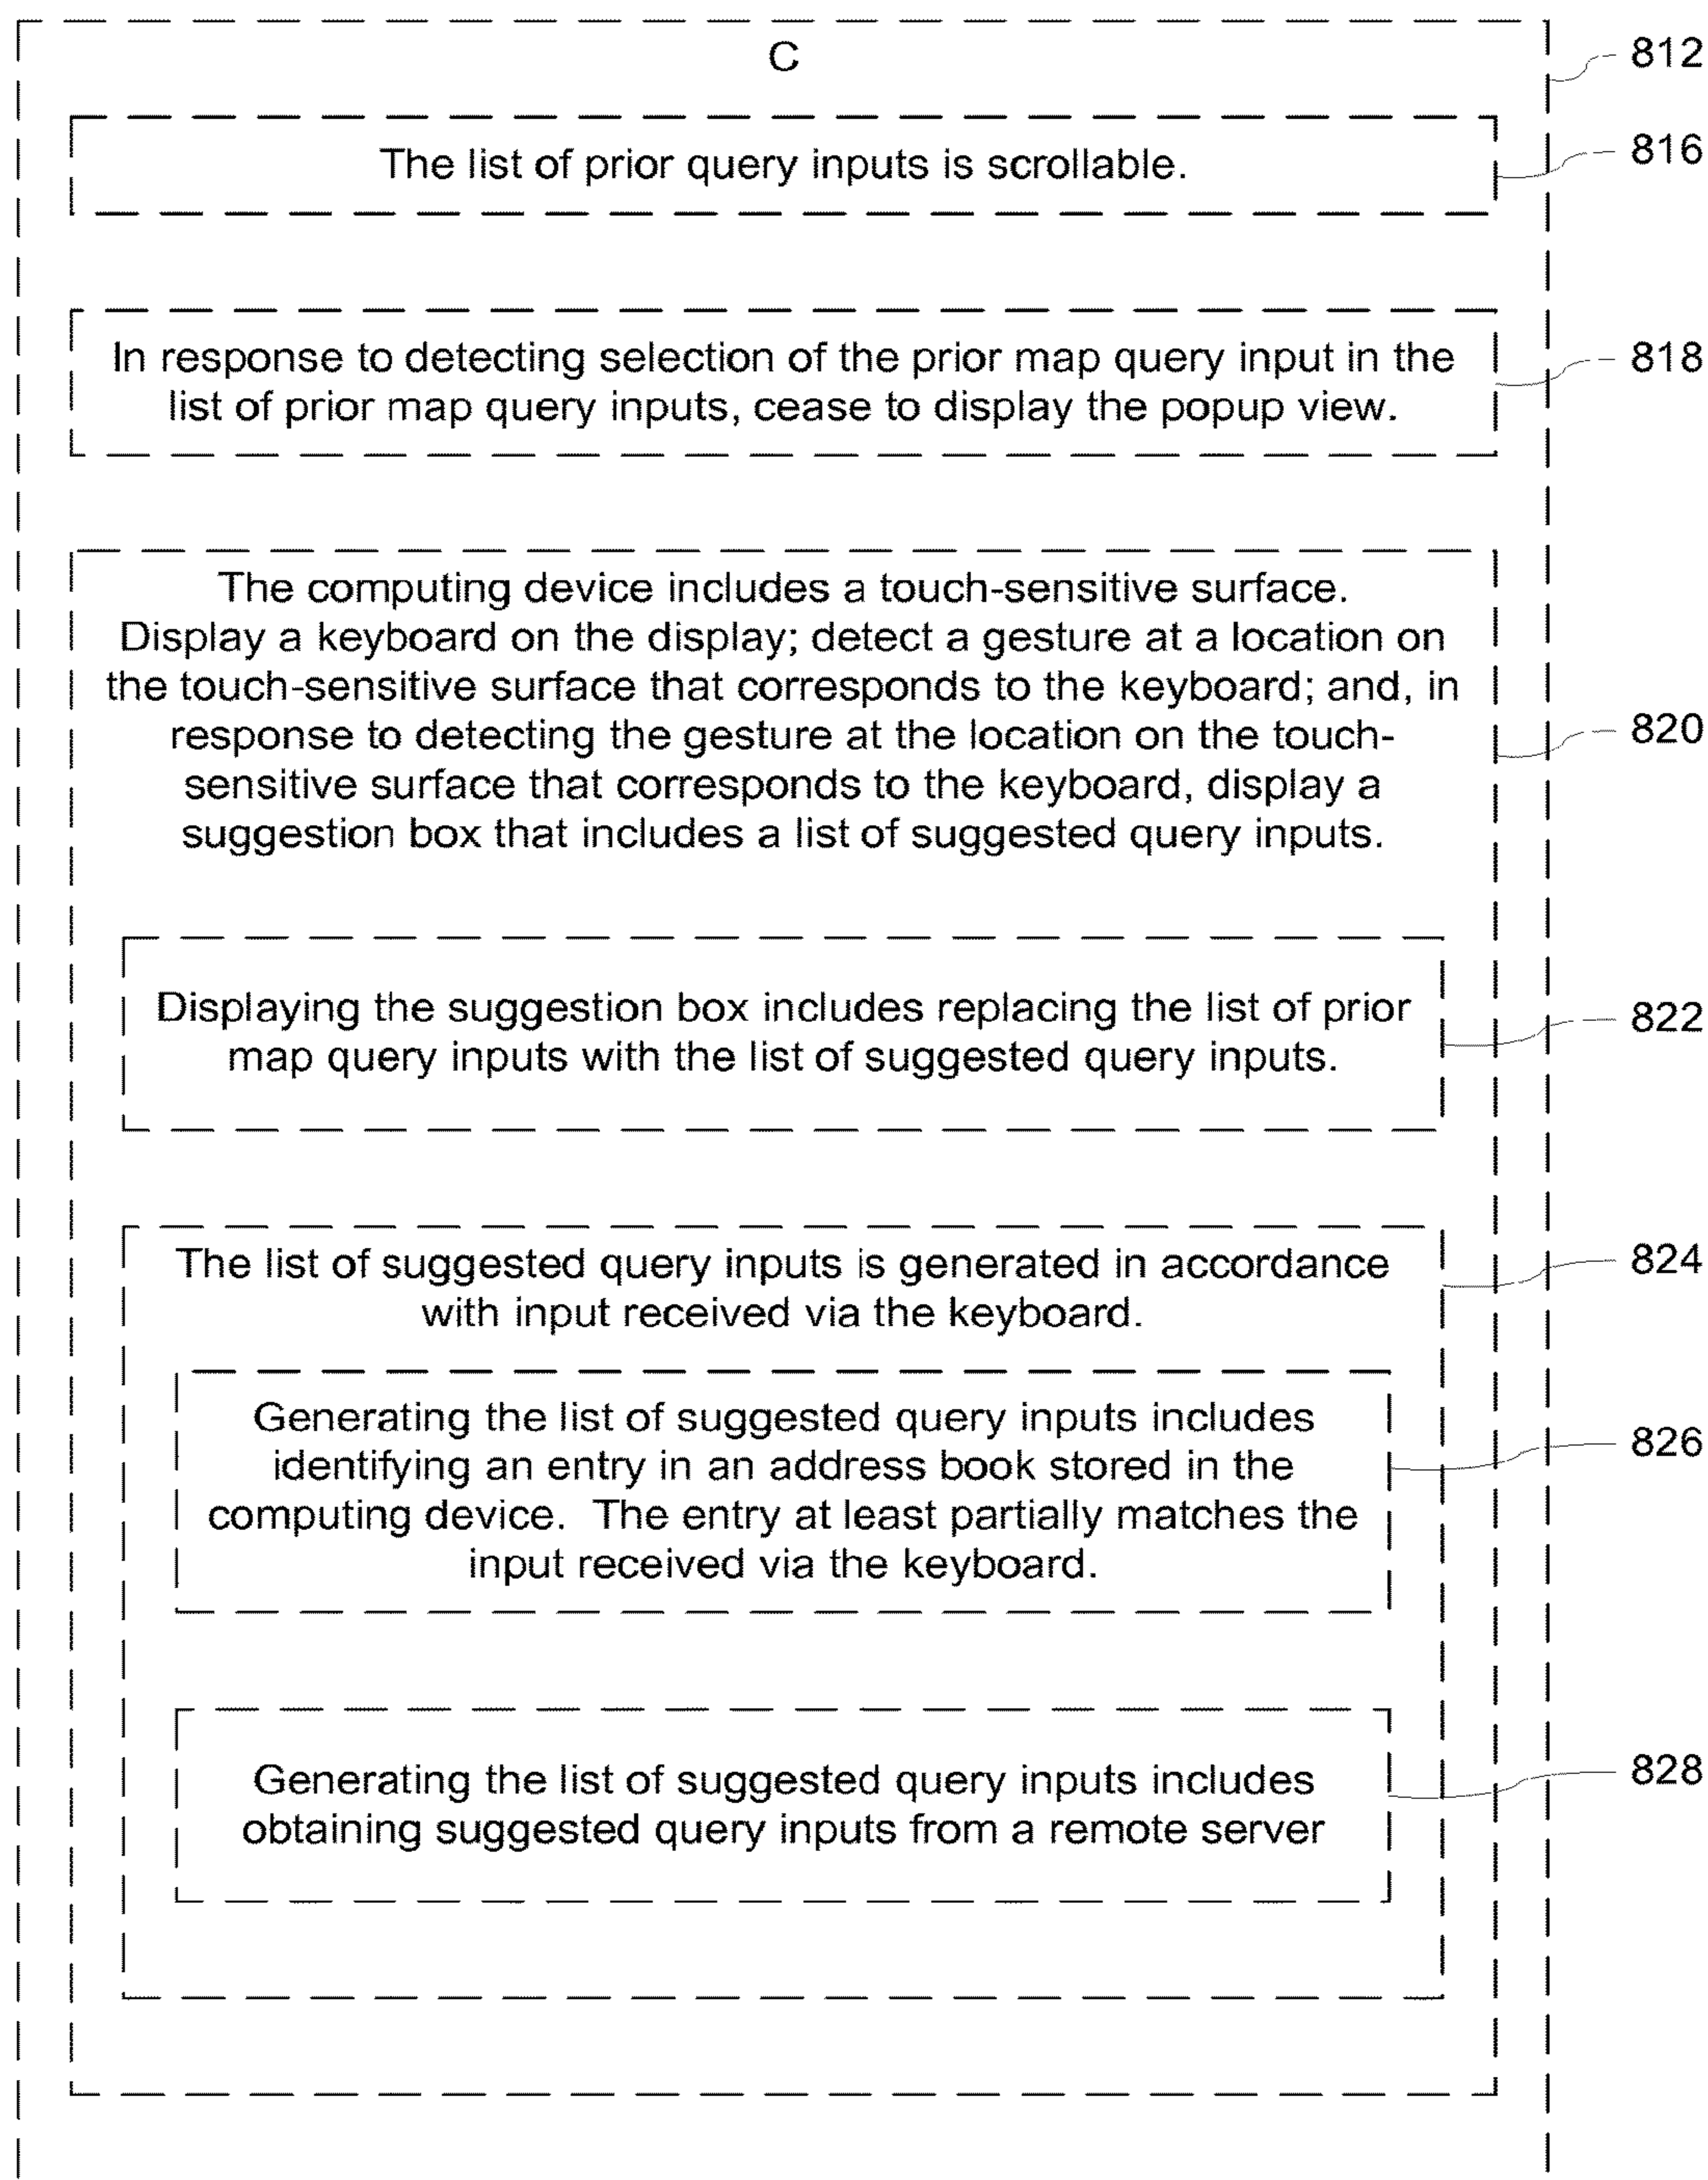 C
812
The list of prior query inputs is scrollable.
816
In response to detecting selection of the prior map query input in the
list of prior map query inputs, cease to display the popup view.
818
The computing device includes a touch-sensitive surface.
Display a keyboard on the display; detect a gesture at a location on
the touch-sensitive surface that corresponds to the keyboard; and, in
response to detecting the gesture at the location on the touch-
sensitive surface that corresponds to the keyboard, display a
suggestion box that includes a list of suggested query inputs.
820
Displaying the suggestion box includes replacing the list of prior
map query inputs with the list of suggested query inputs.
822
The list of suggested query inputs is generated in accordance
with input received via the keyboard.
824
Generating the list of suggested query inputs includes
identifying an entry in an address book stored in the
computing device.  The entry at least partially matches the
input received via the keyboard.
826
Generating the list of suggested query inputs includes
obtaining suggested query inputs from a remote server
828